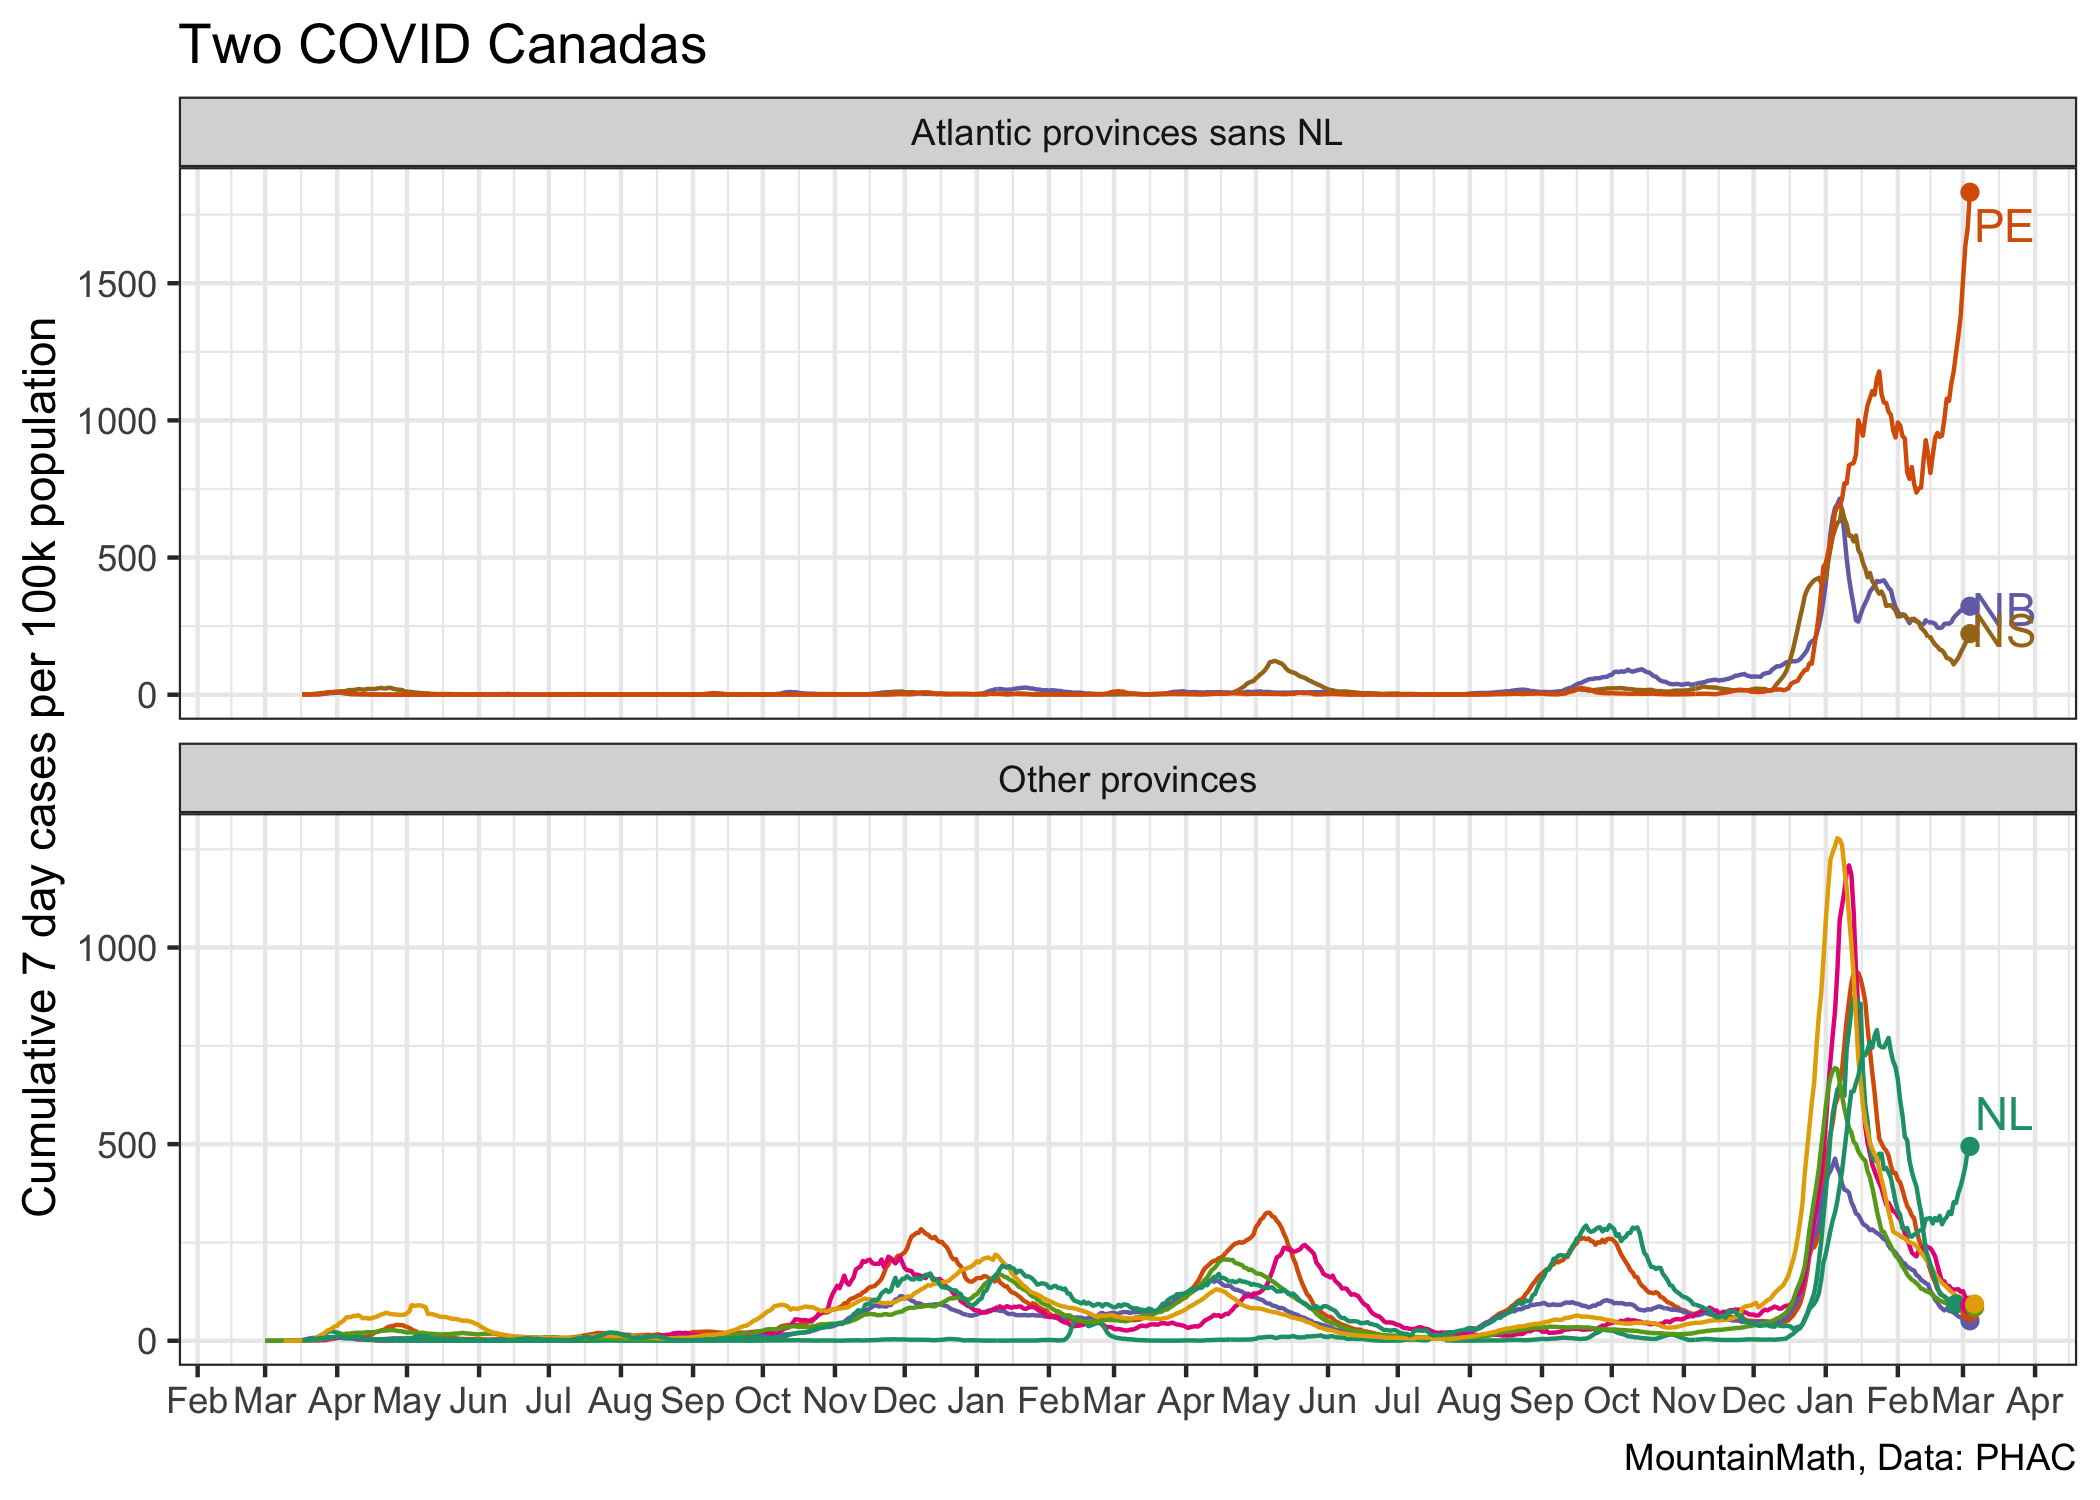 Two COVID Canadas
Atlantic provinces sans NL
Cumulative 7 day cases per 100k population
1500
1000
500
0
PE
NB
NS
Other provinces
1000
500
0
NL
Feb Mar Apr May Jun Jul Aug Sep Oct Nov Dec Jan Feb Mar Apr May Jun Jul Aug Sep Oct Nov Dec Jan Feb Mar Apr
MountainMath, Data: PHAC